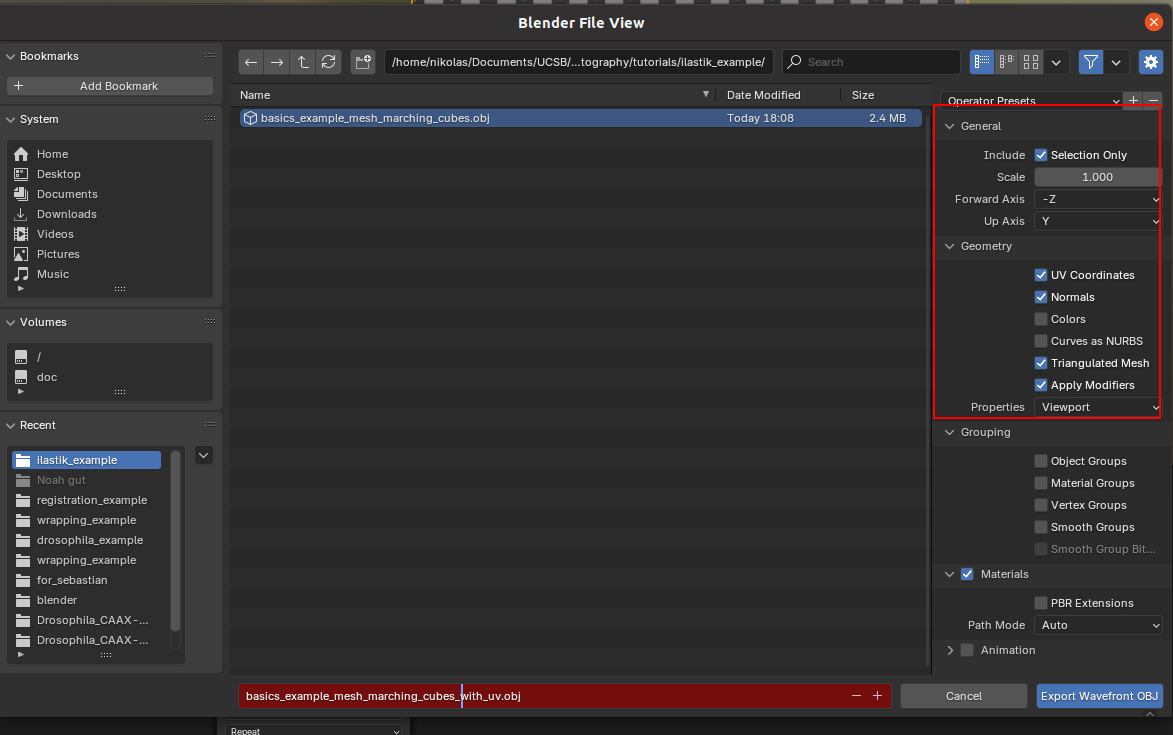 Blender File View
Bookmarks
Add Bookmark
System
Home
Desktop
Documents
Downloads
Videos
Pictures
Music
Volumes
/
doc
Recent
ilastik_example
Noah gut
registration_example
wrapping_example
drosophila_example
wrapping_example
for_sebastian
blender
Drosophila_CAAX-...
Drosophila_CAAX-...
/home/nikolas/Documents/UCSB/...tography/tutorials/ilastik_example/
Search
Name Date Modified Size
basics_example_mesh_marching_cubes.obj Today 18:08 2.4 MB
Operator Presets
General
Include Selection Only
Scale 1.000
Forward Axis -Z
Up Axis Y
Geometry
UV Coordinates
Normals
Colors
Curves as NURBS
Triangulated Mesh
Apply Modifiers
Properties Viewport
Grouping
Object Groups
Material Groups
Vertex Groups
Smooth Groups
Smooth Group Bit...
Materials
PBR Extensions
Path Mode Auto
Animation
basics_example_mesh_marching_cubes_with_uv.obj
Cancel
Export Wavefront OBJ
Repeat